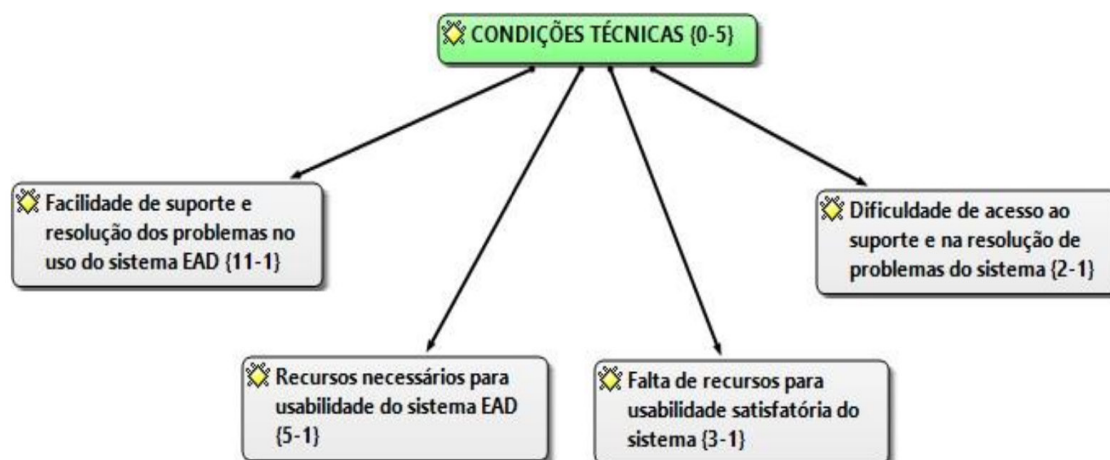 CONDIÇÕES TÉCNICAS {0-5}
Facilidade de suporte e
resolução dos problemas no
uso do sistema EAD {11-1}
Dificuldade de acesso ao
suporte e na resolução de
problemas do sistema {2-1}
Recursos necessários para
usabilidade do sistema EAD
{5-1}
Falta de recursos para
usabilidade satisfatória do
sistema {3-1}